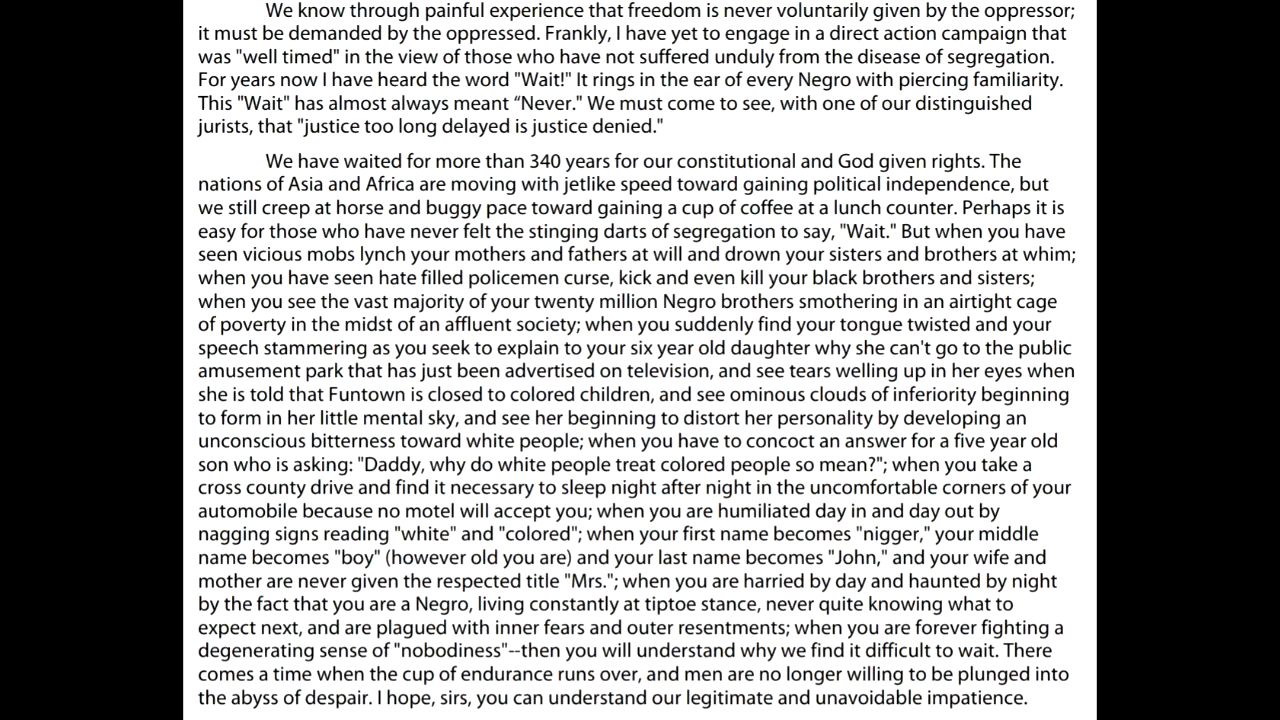 We know through painful experience that freedom is never voluntarily given by the oppressor;
it must be demanded by the oppressed. Frankly, I have yet to engage in a direct action campaign that
was "well timed" in the view of those who have not suffered unduly from the disease of segregation.
For years now I have heard the word "Wait!" It rings in the ear of every Negro with piercing familiarity.
This "Wait" has almost always meant “Never." We must come to see, with one of our distinguished
jurists, that "justice too long delayed is justice denied."
We have waited for more than 340 years for our constitutional and God given rights. The
nations of Asia and Africa are moving with jetlike speed toward gaining political independence, but
we still creep at horse and buggy pace toward gaining a cup of coffee at a lunch counter. Perhaps it is
easy for those who have never felt the stinging darts of segregation to say, "Wait." But when you have
seen vicious mobs lynch your mothers and fathers at will and drown your sisters and brothers at whim;
when you have seen hate filled policemen curse, kick and even kill your black brothers and sisters;
when you see the vast majority of your twenty million Negro brothers smothering in an airtight cage
of poverty in the midst of an affluent society; when you suddenly find your tongue twisted and your
speech stammering as you seek to explain to your six year old daughter why she can't go to the public
amusement park that has just been advertised on television, and see tears welling up in her eyes when
she is told that Funtown is closed to colored children, and see ominous clouds of inferiority beginning
to form in her little mental sky, and see her beginning to distort her personality by developing an
unconscious bitterness toward white people; when you have to concoct an answer for a five year old
son who is asking: "Daddy, why do white people treat colored people so mean?"; when you take a
cross county drive and find it necessary to sleep night after night in the uncomfortable corners of your
automobile because no motel will accept you; when you are humiliated day in and day out by
nagging signs reading "white" and "colored"; when your first name becomes "nigger," your middle
name becomes "boy" (however old you are) and your last name becomes "John," and your wife and
mother are never given the respected title "Mrs."; when you are harried by day and haunted by night
by the fact that you are a Negro, living constantly at tiptoe stance, never quite knowing what to
expect next, and are plagued with inner fears and outer resentments; when you are forever fighting a
degenerating sense of "nobodiness"--then you will understand why we find it difficult to wait. There
comes a time when the cup of endurance runs over, and men are no longer willing to be plunged into
the abyss of despair. I hope, sirs, you can understand our legitimate and unavoidable impatience.